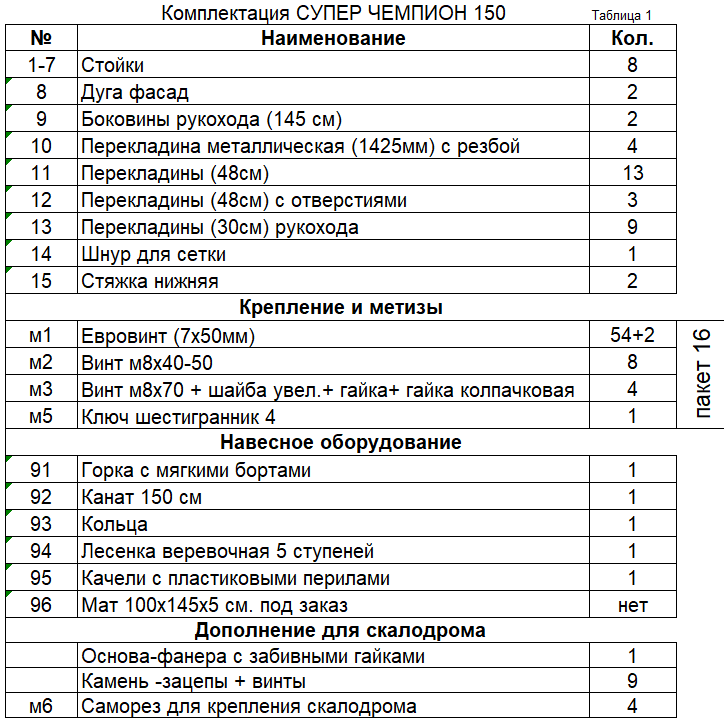 Комплектация СУПЕР ЧЕМПИОН 150 Таблица 1
№ Наименование Кол.
1-7 Стойки 8
8 Дуга фасад 2
9 Боковины рукохода (145 см) 2
10 Перекладина металлическая (1425мм) с резбой 4
11 Перекладины (48см) 13
12 Перекладины (48см) с отверстиями 3
13 Перекладины (30см) рукохода 9
14 Шнур для сетки 1
15 Стяжка нижняя 2
Крепление и метизы
м1 Евровинт (7х50мм) 54+2
м2 Винт м8х40-50 8
м3 Винт м8х70 + шайба увел.+ гайка+ гайка колпачковая 4
м5 Ключ шестигранник 4 1
пакет 16
Навесное оборудование
91 Горка с мягкими бортами 1
92 Канат 150 см 1
93 Кольца 1
94 Лесенка веревочная 5 ступеней 1
95 Качели с пластиковыми перилами 1
96 Мат 100х145х5 см. под заказ нет
Дополнение для скалодрома
Основа-фанера с забивными гайками 1
Камень -зацепы + винты 9
м6 Саморез для крепления скалодрома 4